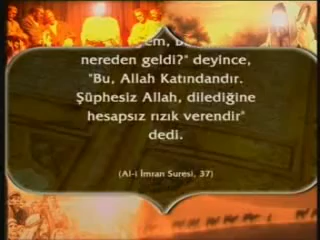 nereden geldi?" deyince,
"Bu, Allah Katındandır.
Şüphesiz Allah, dilediğine
hesapsız rızık verendir"
dedi.
(Al-i İmran Suresi, 37)